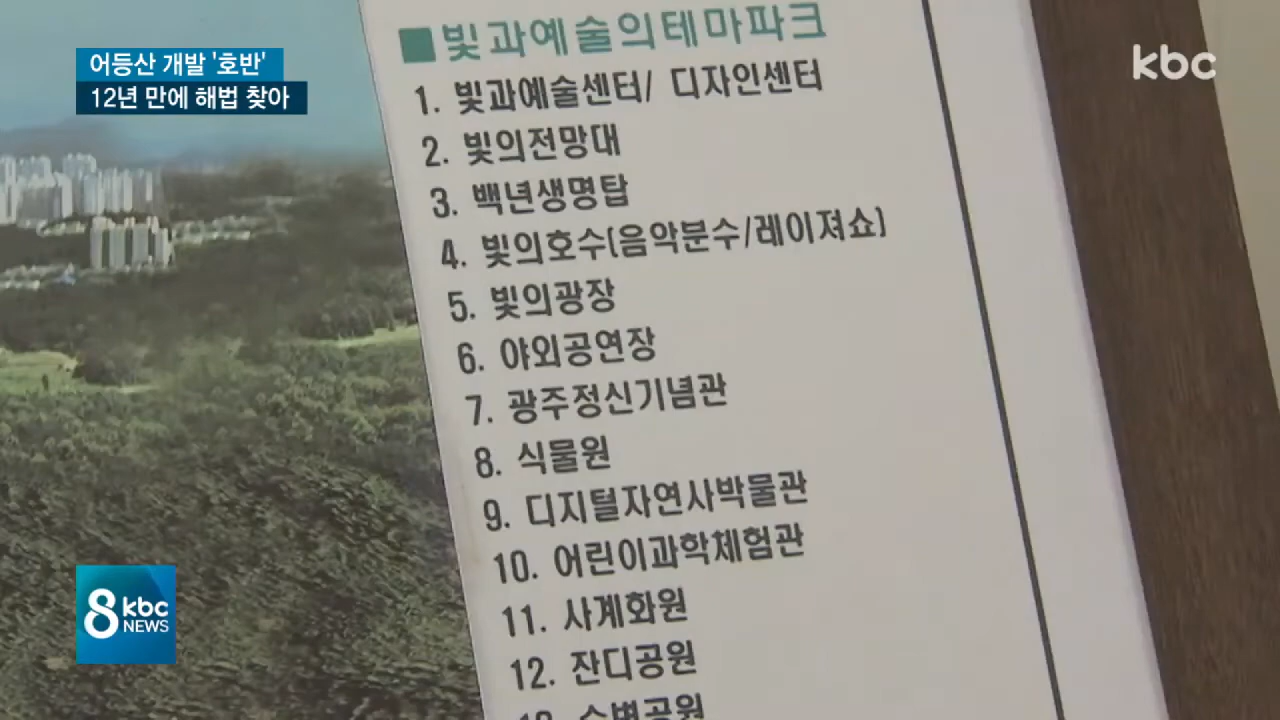 어등산 개발 '호반'
12년 만에 해법 찾아
kbc
■빛과예술의테마파크
1. 빛과예술센터/ 디자인센터
2. 빛의전망대
3. 백년생명탑
4. 빛의호수(음악분수/레이져쇼)
5. 빛의광장
6. 야외공연장
7. 광주정신기념관
8. 식물원
9. 디지털자연사박물관
10. 어린이과학체험관
11. 사계화원
12. 잔디공원
13. 수변공원
8 kbc
NEWS